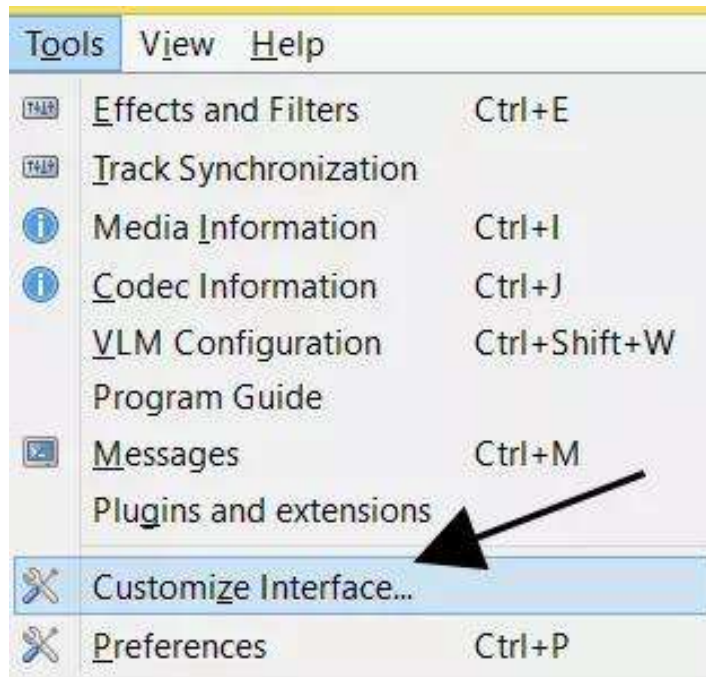 Tools View Help
Effects and Filters Ctrl+E
Track Synchronization
Media Information Ctrl+I
Codec Information Ctrl+J
VLM Configuration Ctrl+Shift+W
Program Guide
Messages Ctrl+M
Plugins and extensions
Customize Interface...
Preferences Ctrl+P